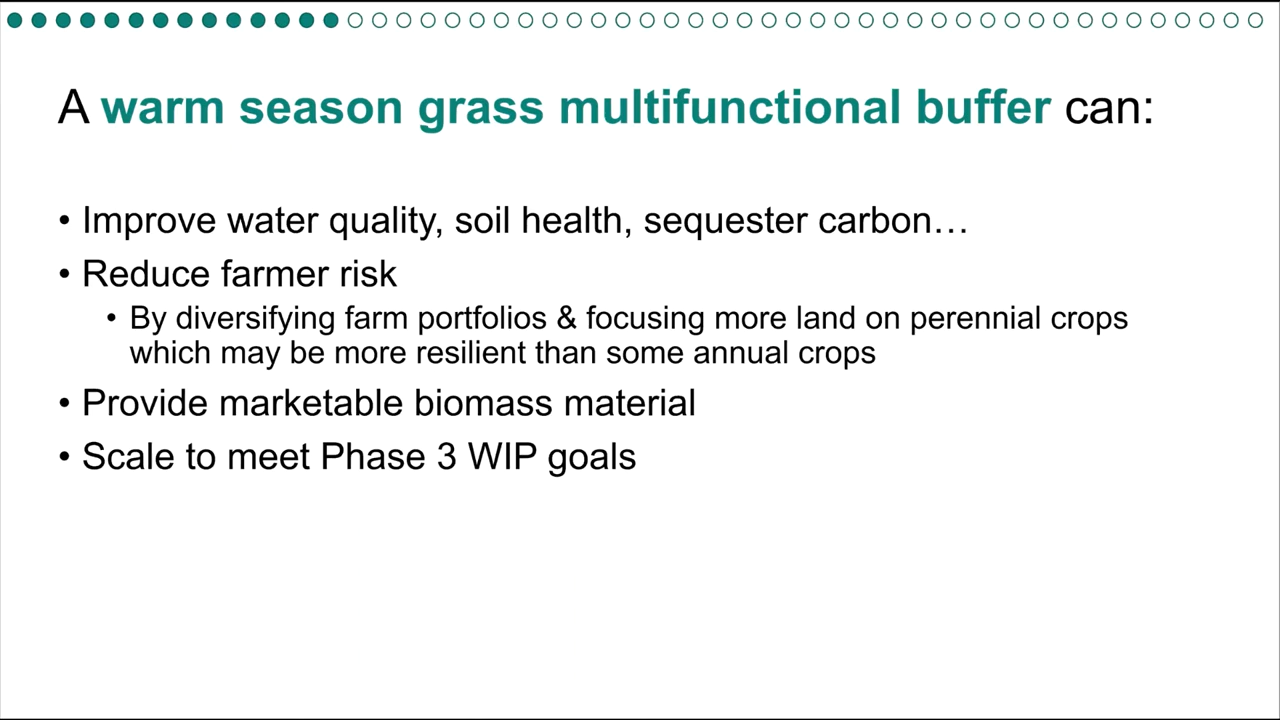 A warm season grass multifunctional buffer can:
• Improve water quality, soil health, sequester carbon…
• Reduce farmer risk
• By diversifying farm portfolios & focusing more land on perennial crops
which may be more resilient than some annual crops
• Provide marketable biomass material
• Scale to meet Phase 3 WIP goals